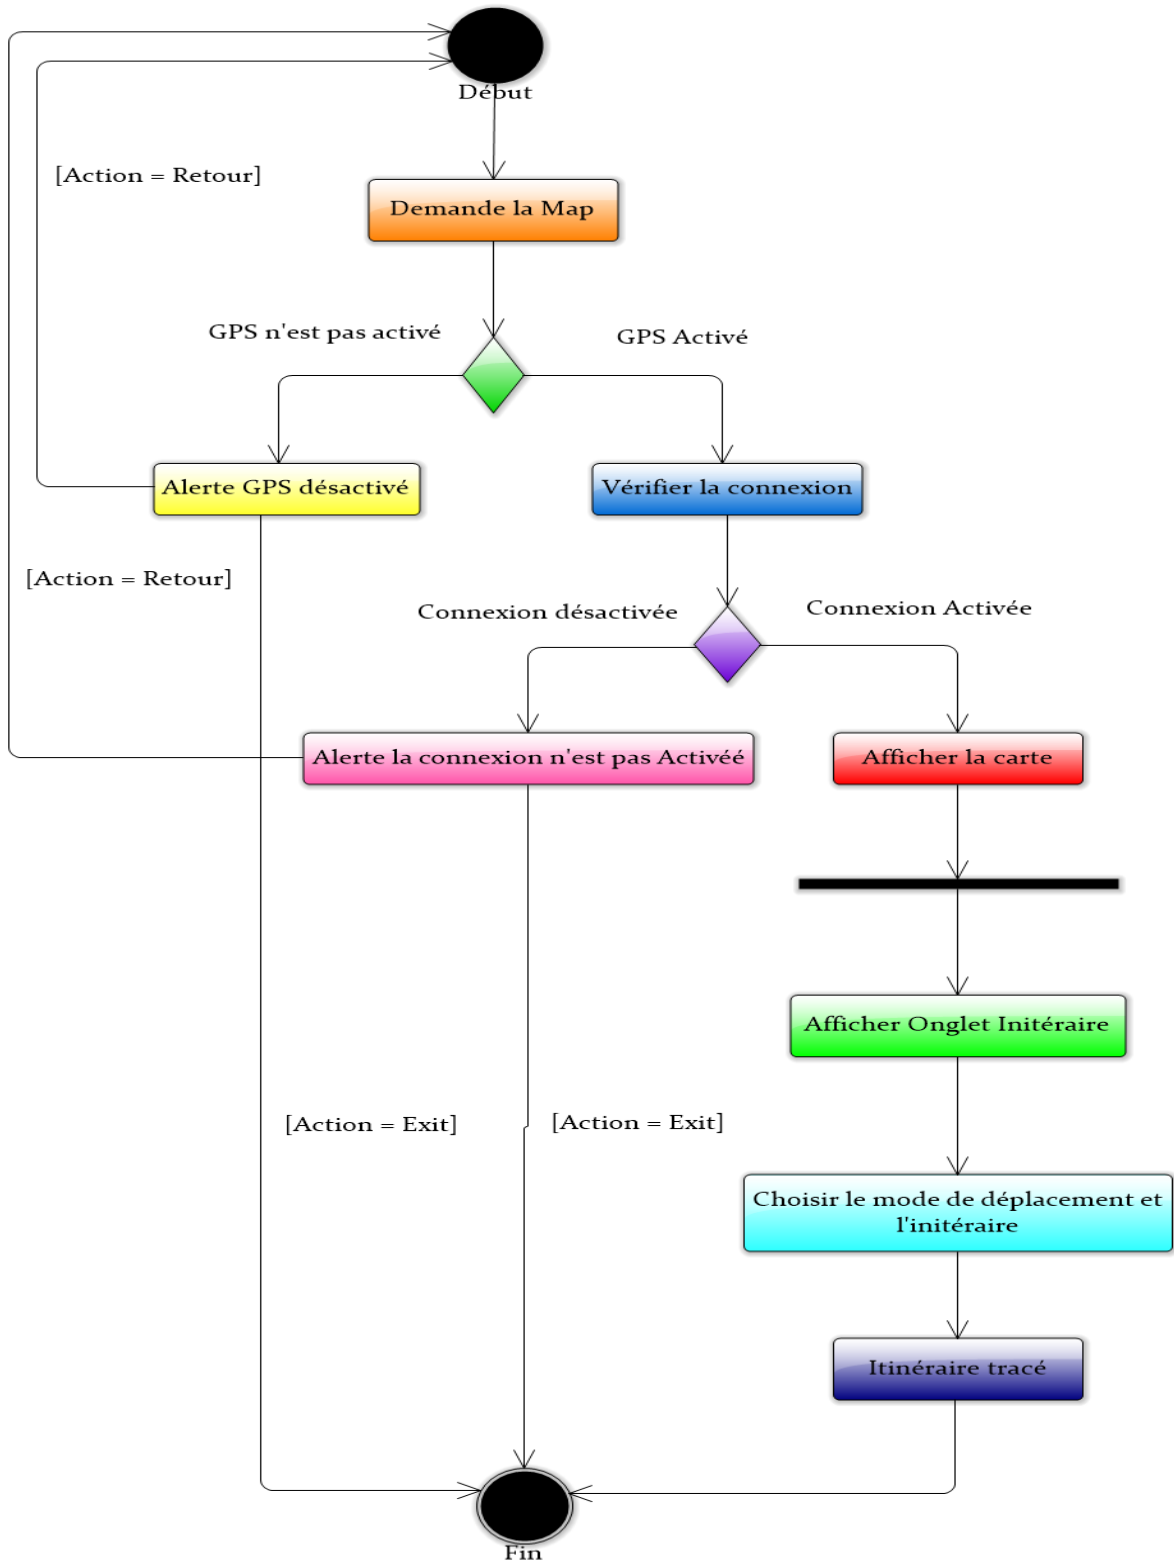 Début
[Action = Retour]
Demande la Map
GPS n'est pas activé
GPS Activé
Alerte GPS désactivé
Vérifier la connexion
[Action = Retour]
Connexion désactivée
Connexion Activée
Alerte la connexion n'est pas Activéé
Afficher la carte
Afficher Onglet Initéraire
[Action = Exit]
[Action = Exit]
Choisir le mode de déplacement et
l'initéraire
Itinéraire tracé
Fin